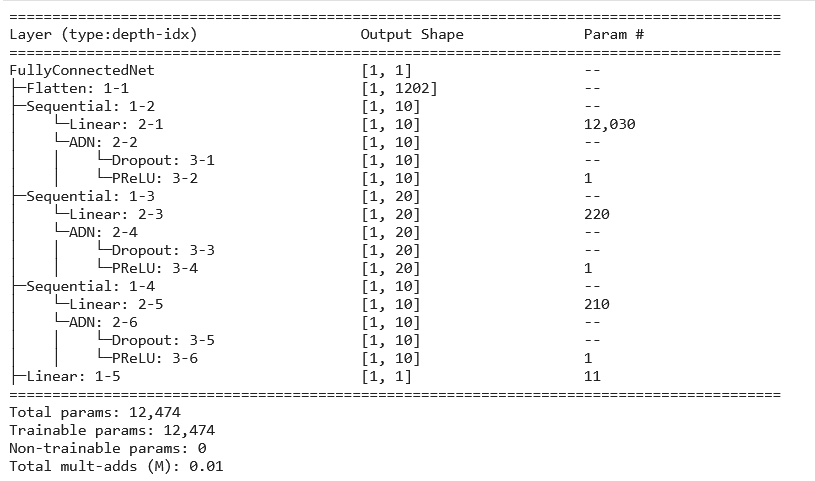 ==========================================================================================
Layer (type:depth-idx)                   Output Shape              Param #
==========================================================================================
FullyConnectedNet                        [1, 1]                    --
├─Flatten: 1-1                           [1, 1202]                 --
├─Sequential: 1-2                        [1, 10]                   --
│    └─Linear: 2-1                       [1, 10]                   12,030
│    └─ADN: 2-2                          [1, 10]                   --
│    │    └─Dropout: 3-1                 [1, 10]                   --
│    │    └─PReLU: 3-2                   [1, 10]                   1
├─Sequential: 1-3                        [1, 20]                   --
│    └─Linear: 2-3                       [1, 20]                   220
│    └─ADN: 2-4                          [1, 20]                   --
│    │    └─Dropout: 3-3                 [1, 20]                   --
│    │    └─PReLU: 3-4                   [1, 20]                   1
├─Sequential: 1-4                        [1, 10]                   --
│    └─Linear: 2-5                       [1, 10]                   210
│    └─ADN: 2-6                          [1, 10]                   --
│    │    └─Dropout: 3-5                 [1, 10]                   --
│    │    └─PReLU: 3-6                   [1, 10]                   1
├─Linear: 1-5                            [1, 1]                    11
==========================================================================================
Total params: 12,474
Trainable params: 12,474
Non-trainable params: 0
Total mult-adds (M): 0.01